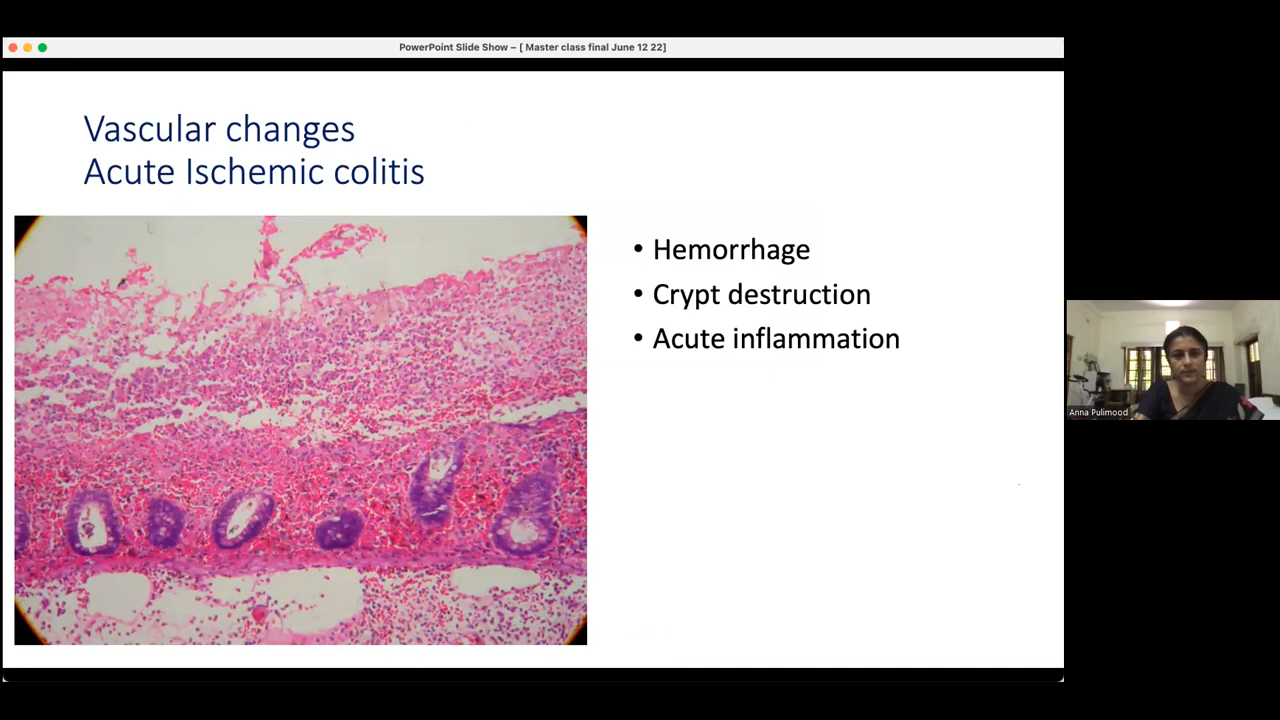 PowerPoint Slide Show – [ Master class final June 12 22]
Vascular changes
Acute Ischemic colitis
• Hemorrhage
• Crypt destruction
• Acute inflammation
Anna Pulimood